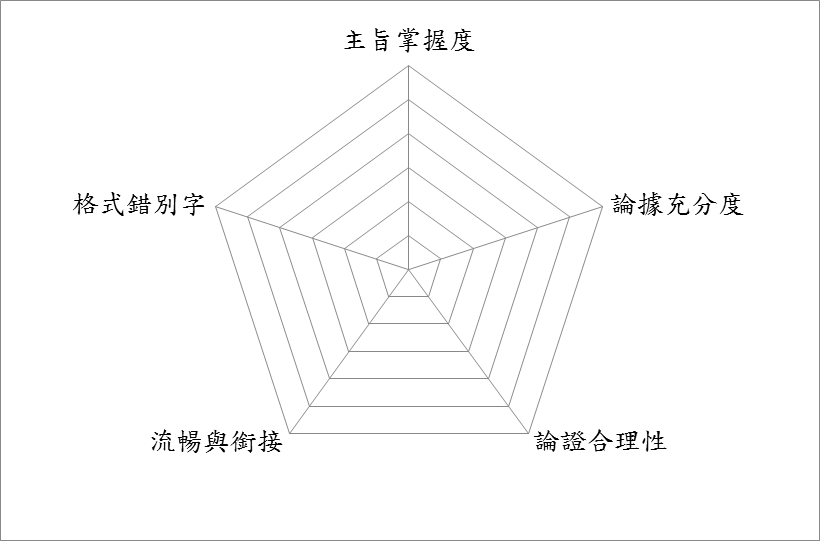 主旨掌握度
格式錯別字
論據充分度
流暢與銜接
論證合理性